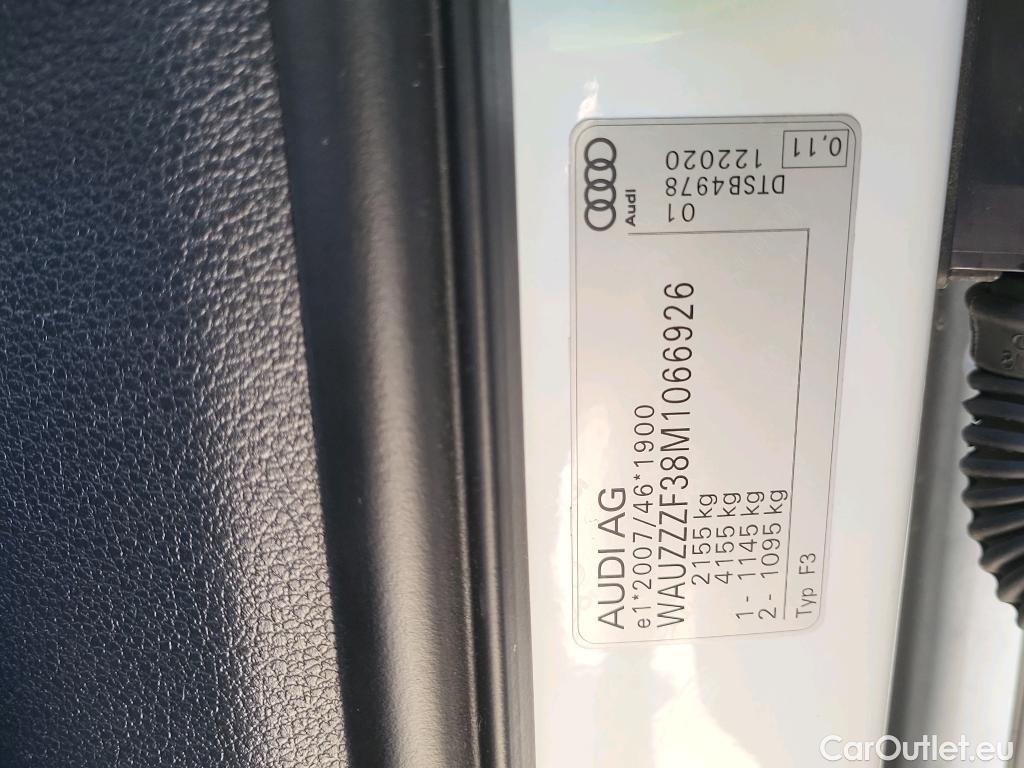 AUDI AG
e1*2007/46*1900
WAUZZZF38M1066926
2155 kg
4155 kg
1 - 1145 kg
2 - 1095 kg
Typ F3
Audi
01
DTSB4978
122020
0,11
CarOutlet.eu